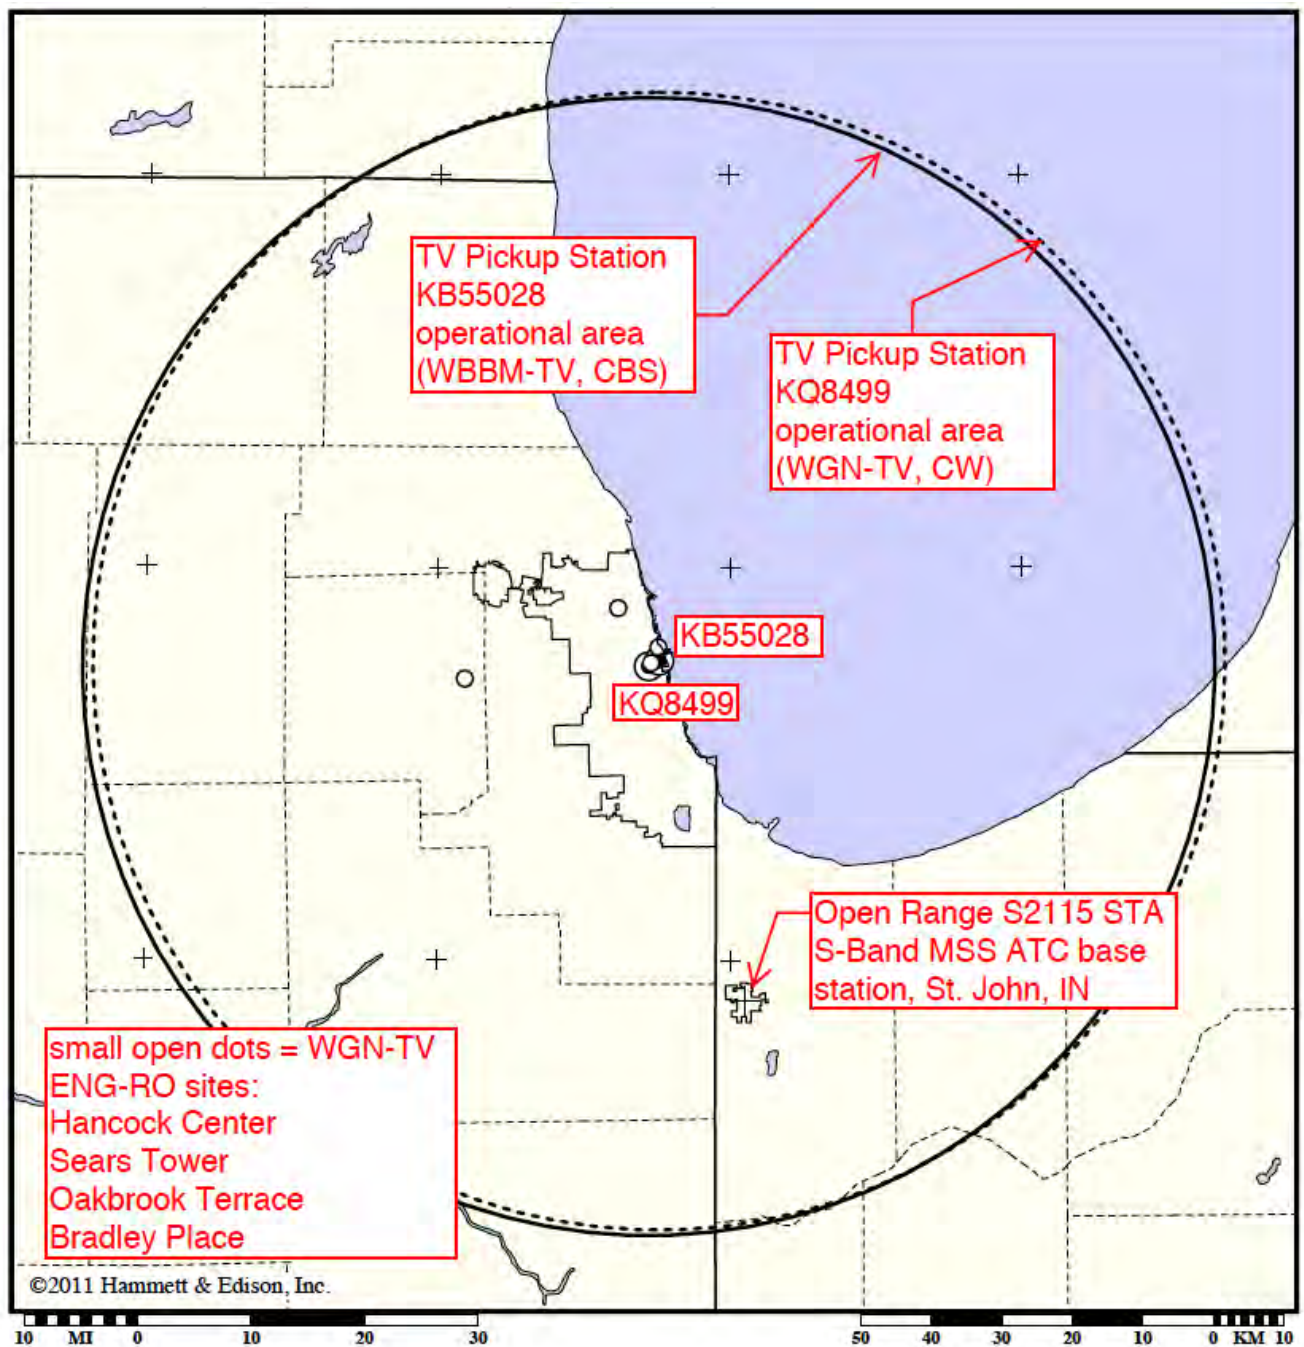 TV Pickup Station
KB55028
operational area
(WBBM-TV, CBS)
TV Pickup Station
KQ8499
operational area
(WGN-TV, CW)
KB55028
KQ8499
Open Range S2115 STA
S-Band MSS ATC base
station, St. John, IN
small open dots = WGN-TV
ENG-RO sites:
Hancock Center
Sears Tower
Oakbrook Terrace
Bradley Place
©2011 Hammett & Edison, Inc.
10 MI 0 10 20 30
50 40 30 20 10 0 KM 10